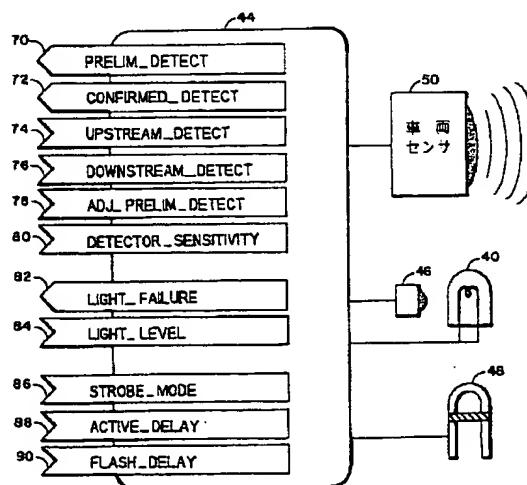 44
70
PRELIM_DETECT
72
CONFIRMED_DETECT
74
UPSTREAM_DETECT
76
DOWNSTREAM_DETECT
78
ADJ_PRELIM_DETECT
80
DETECTOR_SENSITIVITY
82
LIGHT_FAILURE
84
LIGHT_LEVEL
86
STROBE_MODE
88
ACTIVE_DELAY
90
FLASH_DELAY
50
車 画
センサ
46
40
48